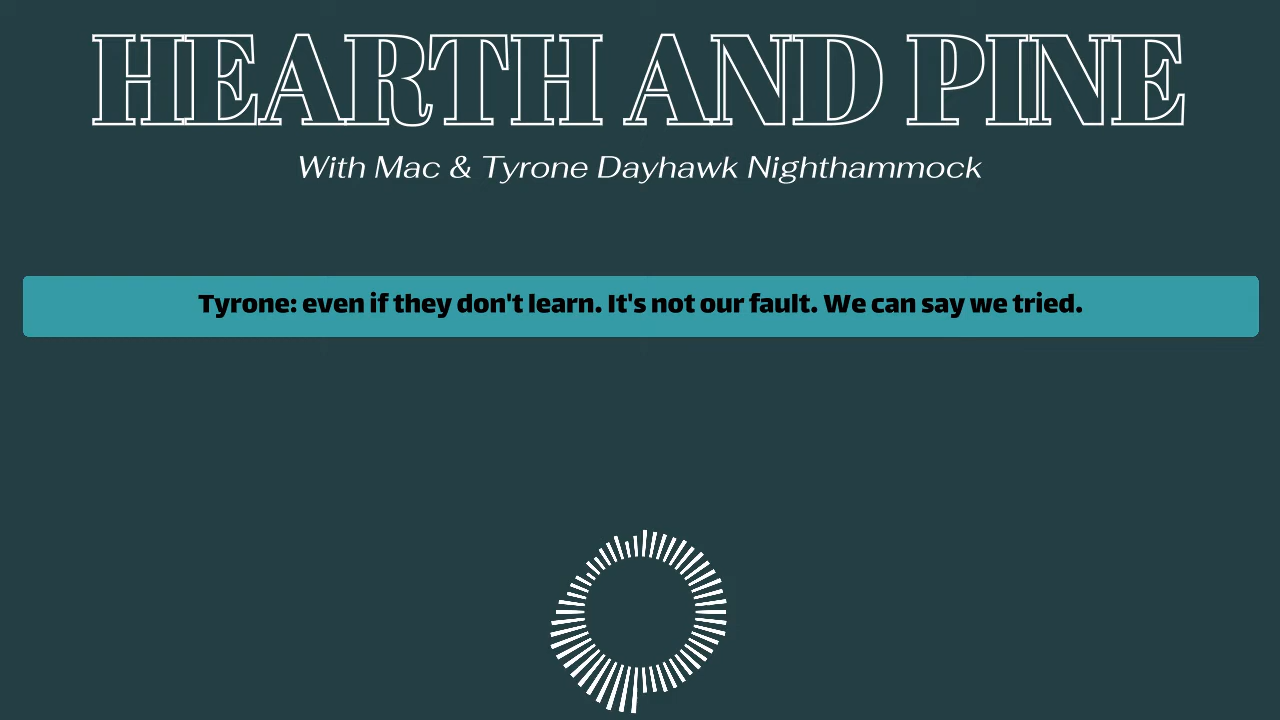 HEARTH AND PINE
With Mac & Tyrone Dayhawk Nighthammock
Tyrone: even if they don't learn. It's not our fault. We can say we tried.